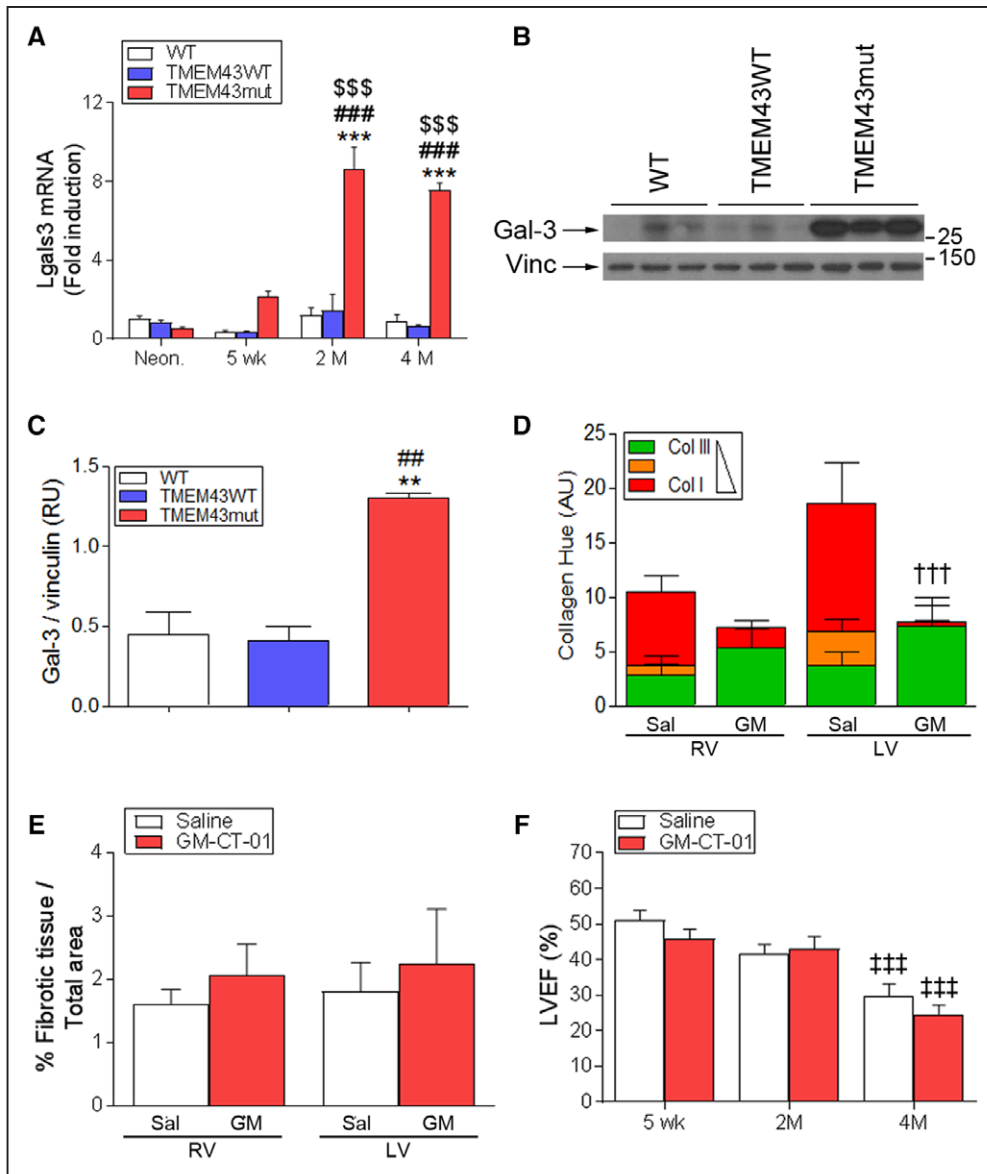 A
WT
TMEM43WT
TMEM43mut
Lgals3 mRNA
(Fold induction)
12
8
4
0
$$$
###
***
$$$
###
***
Neon.
5 wk
2 M
4 M
B
WT
TMEM43WT
TMEM43mut
Gal-3
Vinc
-25
-150
C
WT
TMEM43WT
TMEM43mut
Gal-3 / vinculin (RU)
1.5
1.0
0.5
0.0
##
**
D
Col III
Col I
Collagen Hue (AU)
25
20
15
10
5
0
†††
Sal
GM
Sal
GM
RV
LV
E
Saline
GM-CT-01
% Fibrotic tissue /
Total area
4
3
2
1
0
Sal
GM
Sal
GM
RV
LV
F
Saline
GM-CT-01
LVEF (%)
70
60
50
40
30
20
10
0
‡‡‡
‡‡‡
5 wk
2M
4M